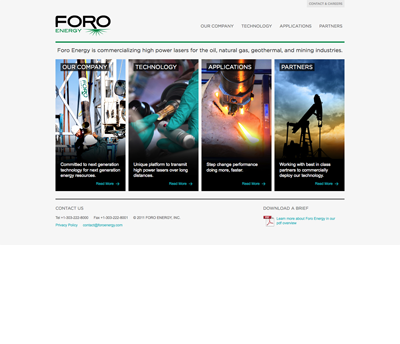 CONTACT & CAREERS
FORO
ENERGY
OUR COMPANY TECHNOLOGY APPLICATIONS PARTNERS
Foro Energy is commercializing high power lasers for the oil, natural gas, geothermal, and mining industries.
OUR COMPANY
Committed to next generation
technology for next generation
energy resources.
Read More
TECHNOLOGY
Unique platform to transmit
high power lasers over long
distances.
Read More
APPLICATIONS
Step change performance
doing more, faster.
Read More
PARTNERS
Working with best in class
partners to commercially
deploy our technology.
Read More
CONTACT US
Tel +1-303-222-8000 Fax +1-303-222-8001 © 2011 FORO ENERGY, INC.
Privacy Policy contact@foroenergy.com
DOWNLOAD A BRIEF
Learn more about Foro Energy in our
pdf overview